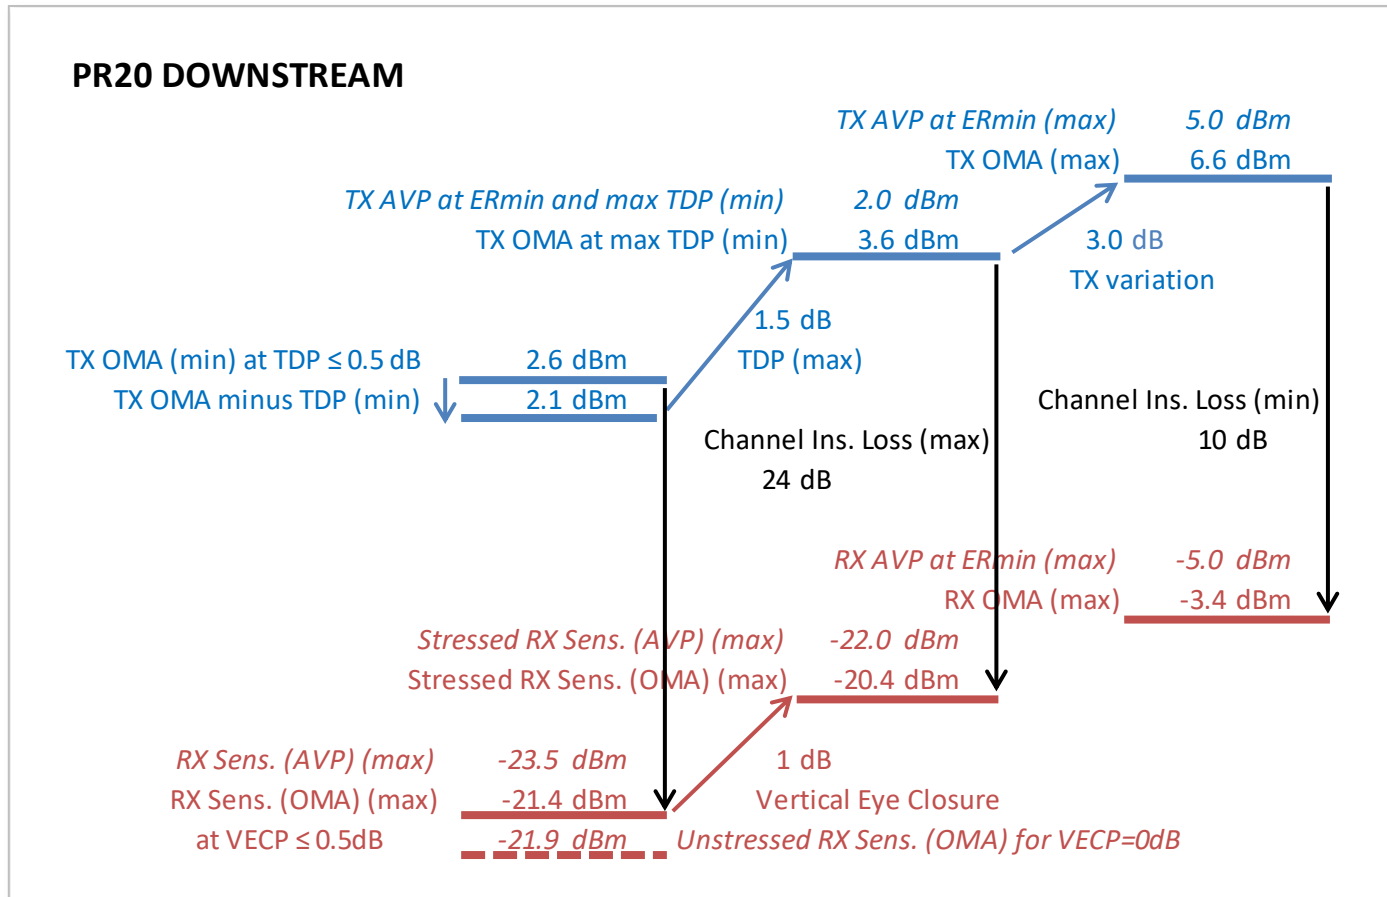 PR20 DOWNSTREAM
TX AVP at ERmin (max) 5.0 dBm
TX OMA (max) 6.6 dBm
TX AVP at ERmin and max TDP (min) 2.0 dBm
TX OMA at max TDP (min) 3.6 dBm
3.0 dB
TX variation
1.5 dB
TDP (max)
TX OMA (min) at TDP ≤ 0.5 dB 2.6 dBm
TX OMA minus TDP (min) 2.1 dBm
Channel Ins. Loss (max)
24 dB
Channel Ins. Loss (min)
10 dB
RX AVP at ERmin (max) -5.0 dBm
RX OMA (max) -3.4 dBm
Stressed RX Sens. (AVP) (max) -22.0 dBm
Stressed RX Sens. (OMA) (max) -20.4 dBm
RX Sens. (AVP) (max) -23.5 dBm
RX Sens. (OMA) (max) -21.4 dBm
at VECP ≤ 0.5dB -21.9 dBm
1 dB
Vertical Eye Closure
Unstressed RX Sens. (OMA) for VECP=0dB